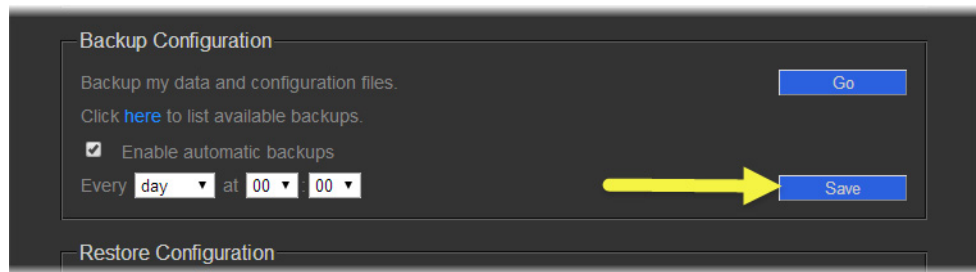 Backup Configuration
Backup my data and configuration files.
Go
Click here to list available backups.
Enable automatic backups
Every day at 00 : 00
Save
Restore Configuration